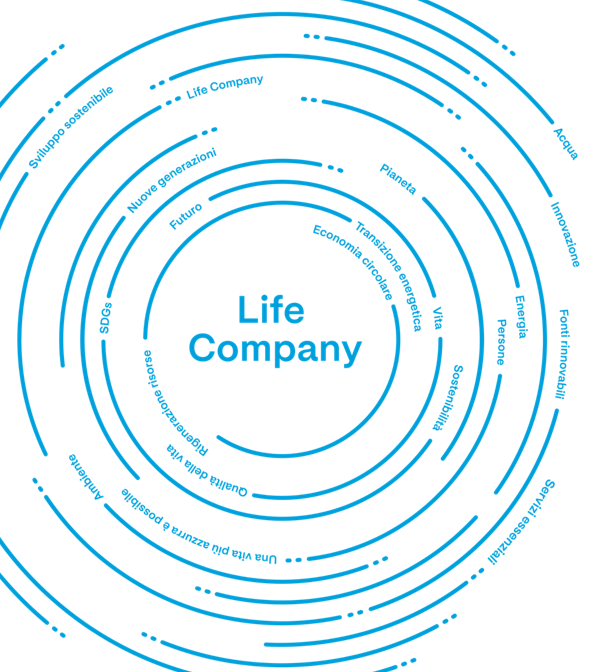 Life Company
Sviluppo sostenibile
Acqua
Nuove generazioni
Pianeta
Futuro
Economia circolare
Transizione energetica
Innovazione
SDGs
Life
Company
Vita
Energia
Persone
Fonti rinnovabili
Rigenerazione risorse
Sostenibilità
Qualità della vita
Ambiente
Una vita più azzurra è possibile
Servizi essenziali